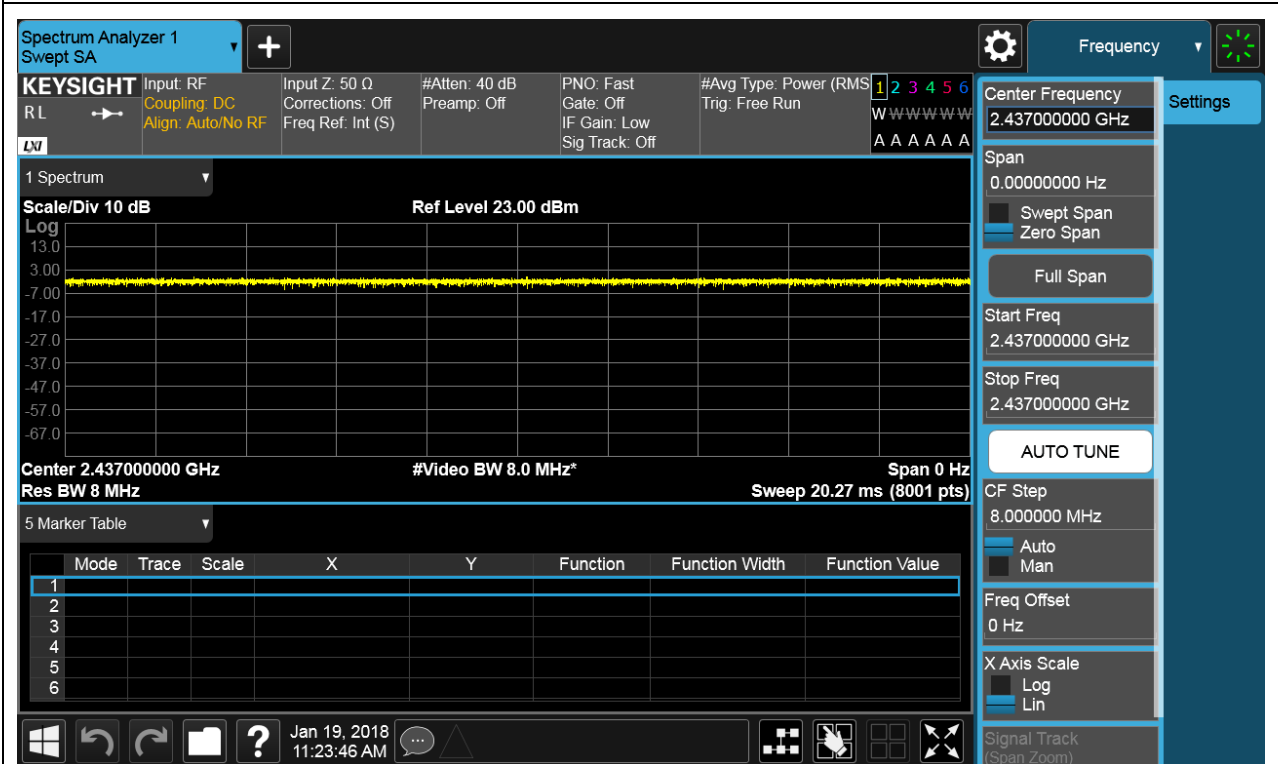 Spectrum Analyzer 1
Swept SA
+
Frequency
KEYSIGHT
RL
LXI
Input: RF
Coupling: DC
Align: Auto/No RF
Input Z: 50 Ω
Corrections: Off
Freq Ref: Int (S)
#Atten: 40 dB
Preamp: Off
PNO: Fast
Gate: Off
IF Gain: Low
Sig Track: Off
#Avg Type: Power (RMS
Trig: Free Run
1 2 3 4 5 6
W W W W W W
A A A A A A
1 Spectrum
Scale/Div 10 dB
Ref Level 23.00 dBm
Log
13.0
3.00
-7.00
-17.0
-27.0
-37.0
-47.0
-57.0
-67.0
Center 2.437000000 GHz
#Video BW 8.0 MHz*
Span 0 Hz
Res BW 8 MHz
Sweep 20.27 ms (8001 pts)
5 Marker Table
Mode Trace Scale X Y Function Function Width Function Value
1
2
3
4
5
6
Jan 19, 2018
11:23:46 AM
?
Center Frequency
2.437000000 GHz
Settings
Span
0.00000000 Hz
Swept Span
Zero Span
Full Span
Start Freq
2.437000000 GHz
Stop Freq
2.437000000 GHz
AUTO TUNE
CF Step
8.000000 MHz
Auto
Man
Freq Offset
0 Hz
X Axis Scale
Log
Lin
Signal Track
(Span Zoom)